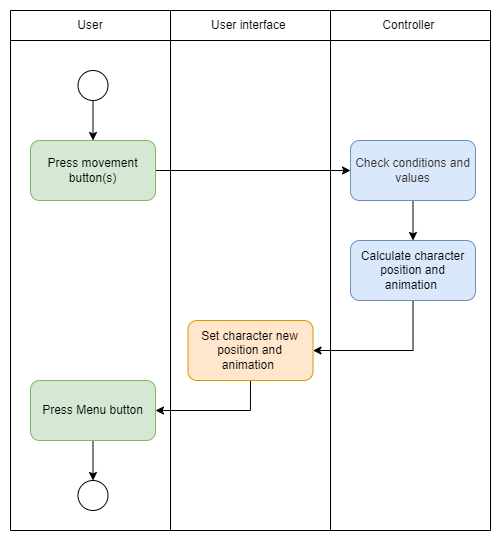 User
User interface
Controller
Press movement
button(s)
Check conditions and
values
Calculate character
position and
animation
Set character new
position and
animation
Press Menu button